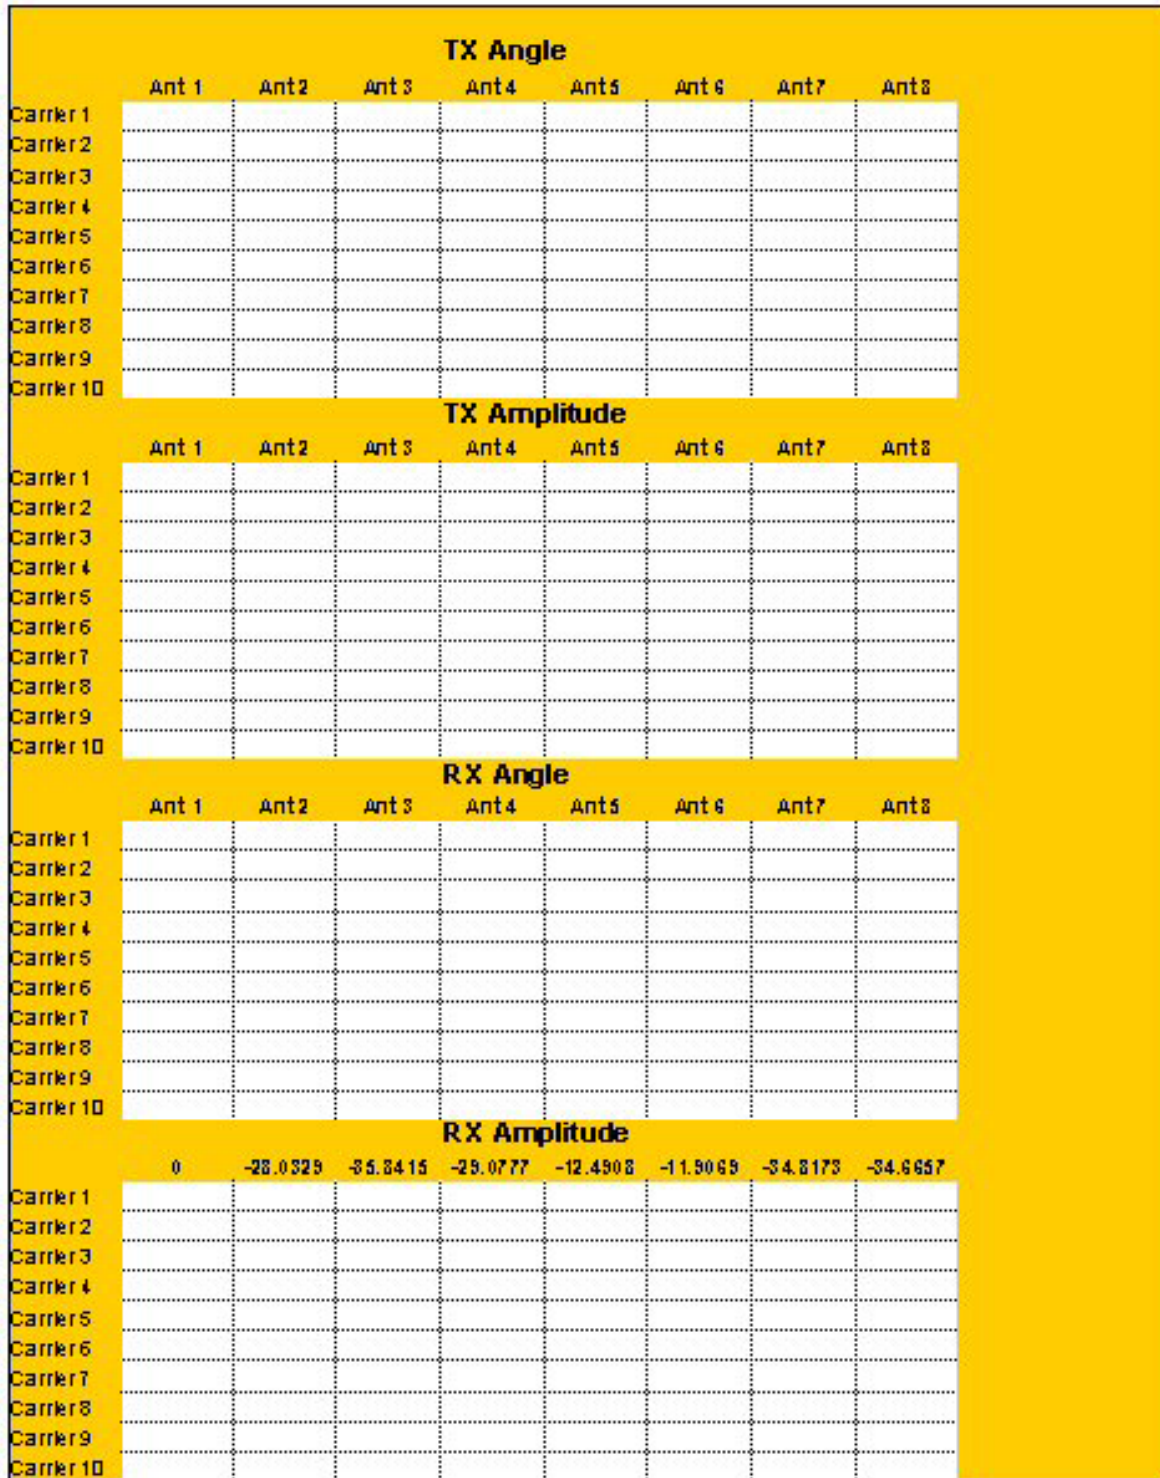 TX Angle
Ant 1 Ant 2 Ant 3 Ant 4 Ant 5 Ant 6 Ant 7 Ant 8
Carrier 1
Carrier 2
Carrier 3
Carrier 4
Carrier 5
Carrier 6
Carrier 7
Carrier 8
Carrier 9
Carrier 10
TX Amplitude
Ant 1 Ant 2 Ant 3 Ant 4 Ant 5 Ant 6 Ant 7 Ant 8
Carrier 1
Carrier 2
Carrier 3
Carrier 4
Carrier 5
Carrier 6
Carrier 7
Carrier 8
Carrier 9
Carrier 10
RX Angle
Ant 1 Ant 2 Ant 3 Ant 4 Ant 5 Ant 6 Ant 7 Ant 8
Carrier 1
Carrier 2
Carrier 3
Carrier 4
Carrier 5
Carrier 6
Carrier 7
Carrier 8
Carrier 9
Carrier 10
RX Amplitude
0 -28.0329 -35.8415 -29.0777 -12.4908 -11.9069 -34.8173 -34.6657
Carrier 1
Carrier 2
Carrier 3
Carrier 4
Carrier 5
Carrier 6
Carrier 7
Carrier 8
Carrier 9
Carrier 10